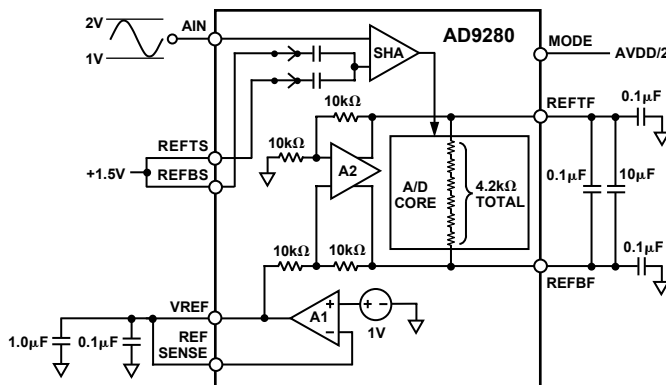 2V
1V
AIN
AD9280
SHA
MODE
AVDD/2
10kΩ
REFTF
0.1µF
10kΩ
REFTS
+1.5V
REFBS
A2
A/D
CORE
4.2kΩ
TOTAL
0.1µF
10µF
10kΩ
10kΩ
0.1µF
REFBF
VREF
A1
1V
1.0µF
0.1µF
REF
SENSE